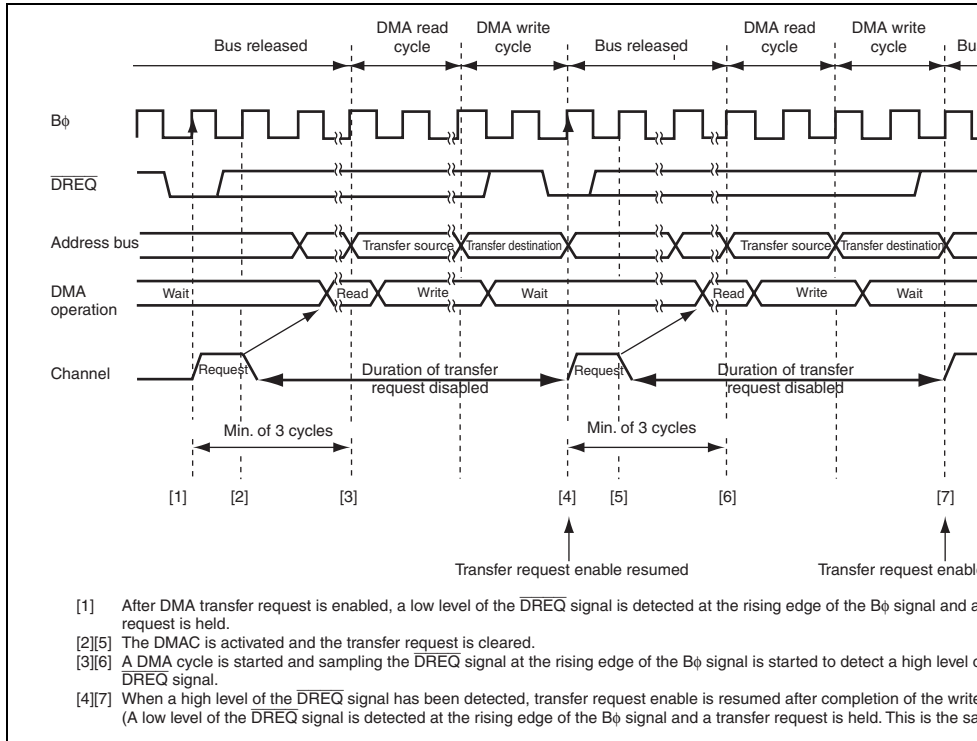 Bus released
DMA read cycle
DMA write cycle
Bus released
DMA read cycle
DMA write cycle
Bu
Bϕ
DREQ
Address bus
Transfer source
Transfer destination
Transfer source
Transfer destination
DMA operation
Wait
Read
Write
Wait
Read
Write
Wait
Channel
Request
Duration of transfer request disabled
Request
Duration of transfer request disabled
Min. of 3 cycles
Min. of 3 cycles
[1]
[2]
[3]
[4]
[5]
[6]
[7]
Transfer request enable resumed
Transfer request enable
[1] After DMA transfer request is enabled, a low level of the DREQ signal is detected at the rising edge of the Bϕ signal and a
request is held.
[2][5] The DMAC is activated and the transfer request is cleared.
[3][6] A DMA cycle is started and sampling the DREQ signal at the rising edge of the Bϕ signal is started to detect a high level o
DREQ signal.
[4][7] When a high level of the DREQ signal has been detected, transfer request enable is resumed after completion of the write
(A low level of the DREQ signal is detected at the rising edge of the Bϕ signal and a transfer request is held. This is the sa